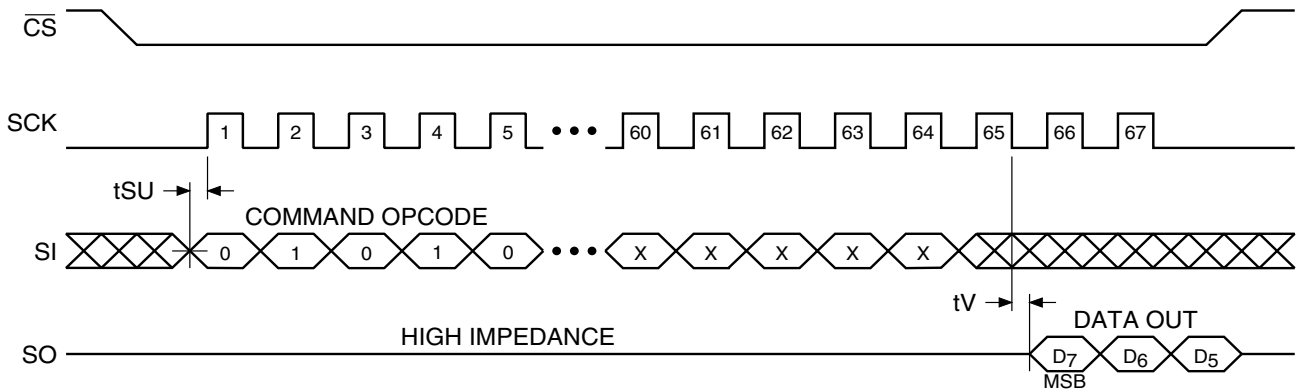 CS
SCK 1 2 3 4 5 ••• 60 61 62 63 64 65 66 67
tSU
COMMAND OPCODE
SI 0 1 0 1 0 ••• X X X X X
tV
DATA OUT
HIGH IMPEDANCE
SO D7 D6 D5
MSB